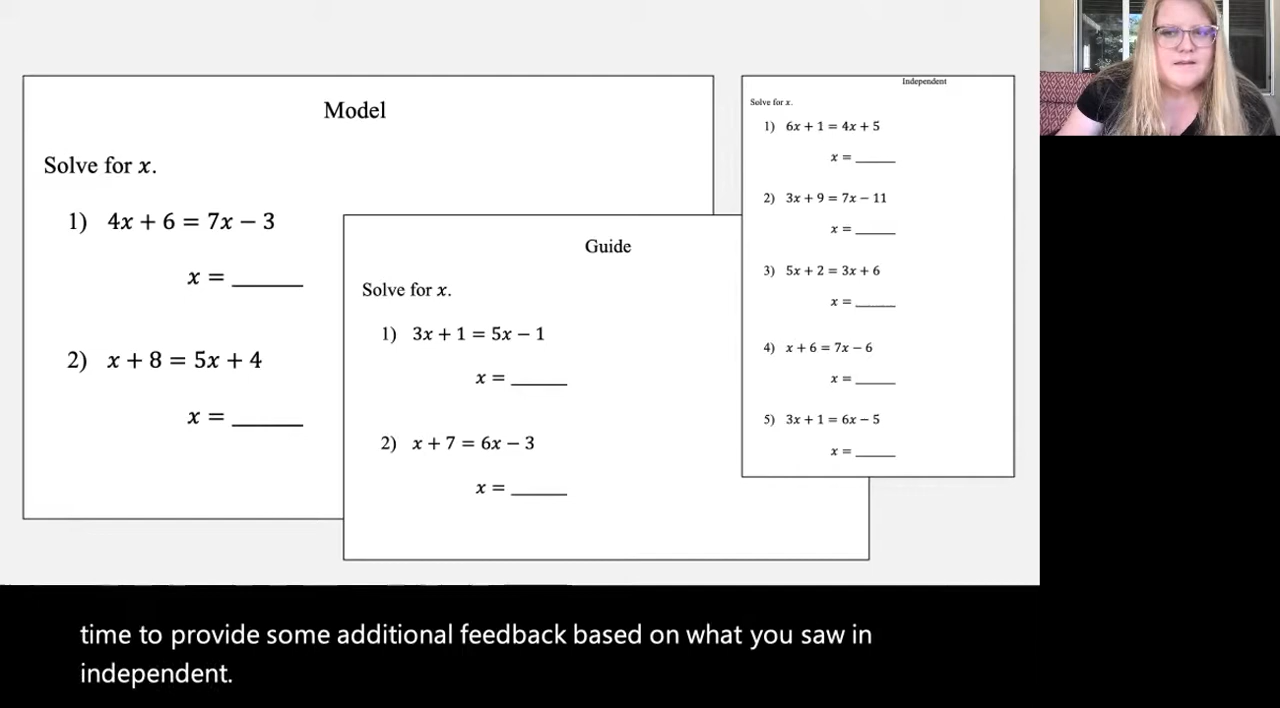 Model
Solve for x.
1) 4x + 6 = 7x − 3
x = ______
2) x + 8 = 5x + 4
x = ______
Guide
Solve for x.
1) 3x + 1 = 5x − 1
x = ______
2) x + 7 = 6x − 3
x = ______
Independent
Solve for x.
1) 6x + 1 = 4x + 5
x = ______
2) 3x + 9 = 7x − 11
x = ______
3) 5x + 2 = 3x + 6
x = ______
4) x + 6 = 7x − 6
x = ______
5) 3x + 1 = 6x − 5
x = ______
time to provide some additional feedback based on what you saw in
independent.